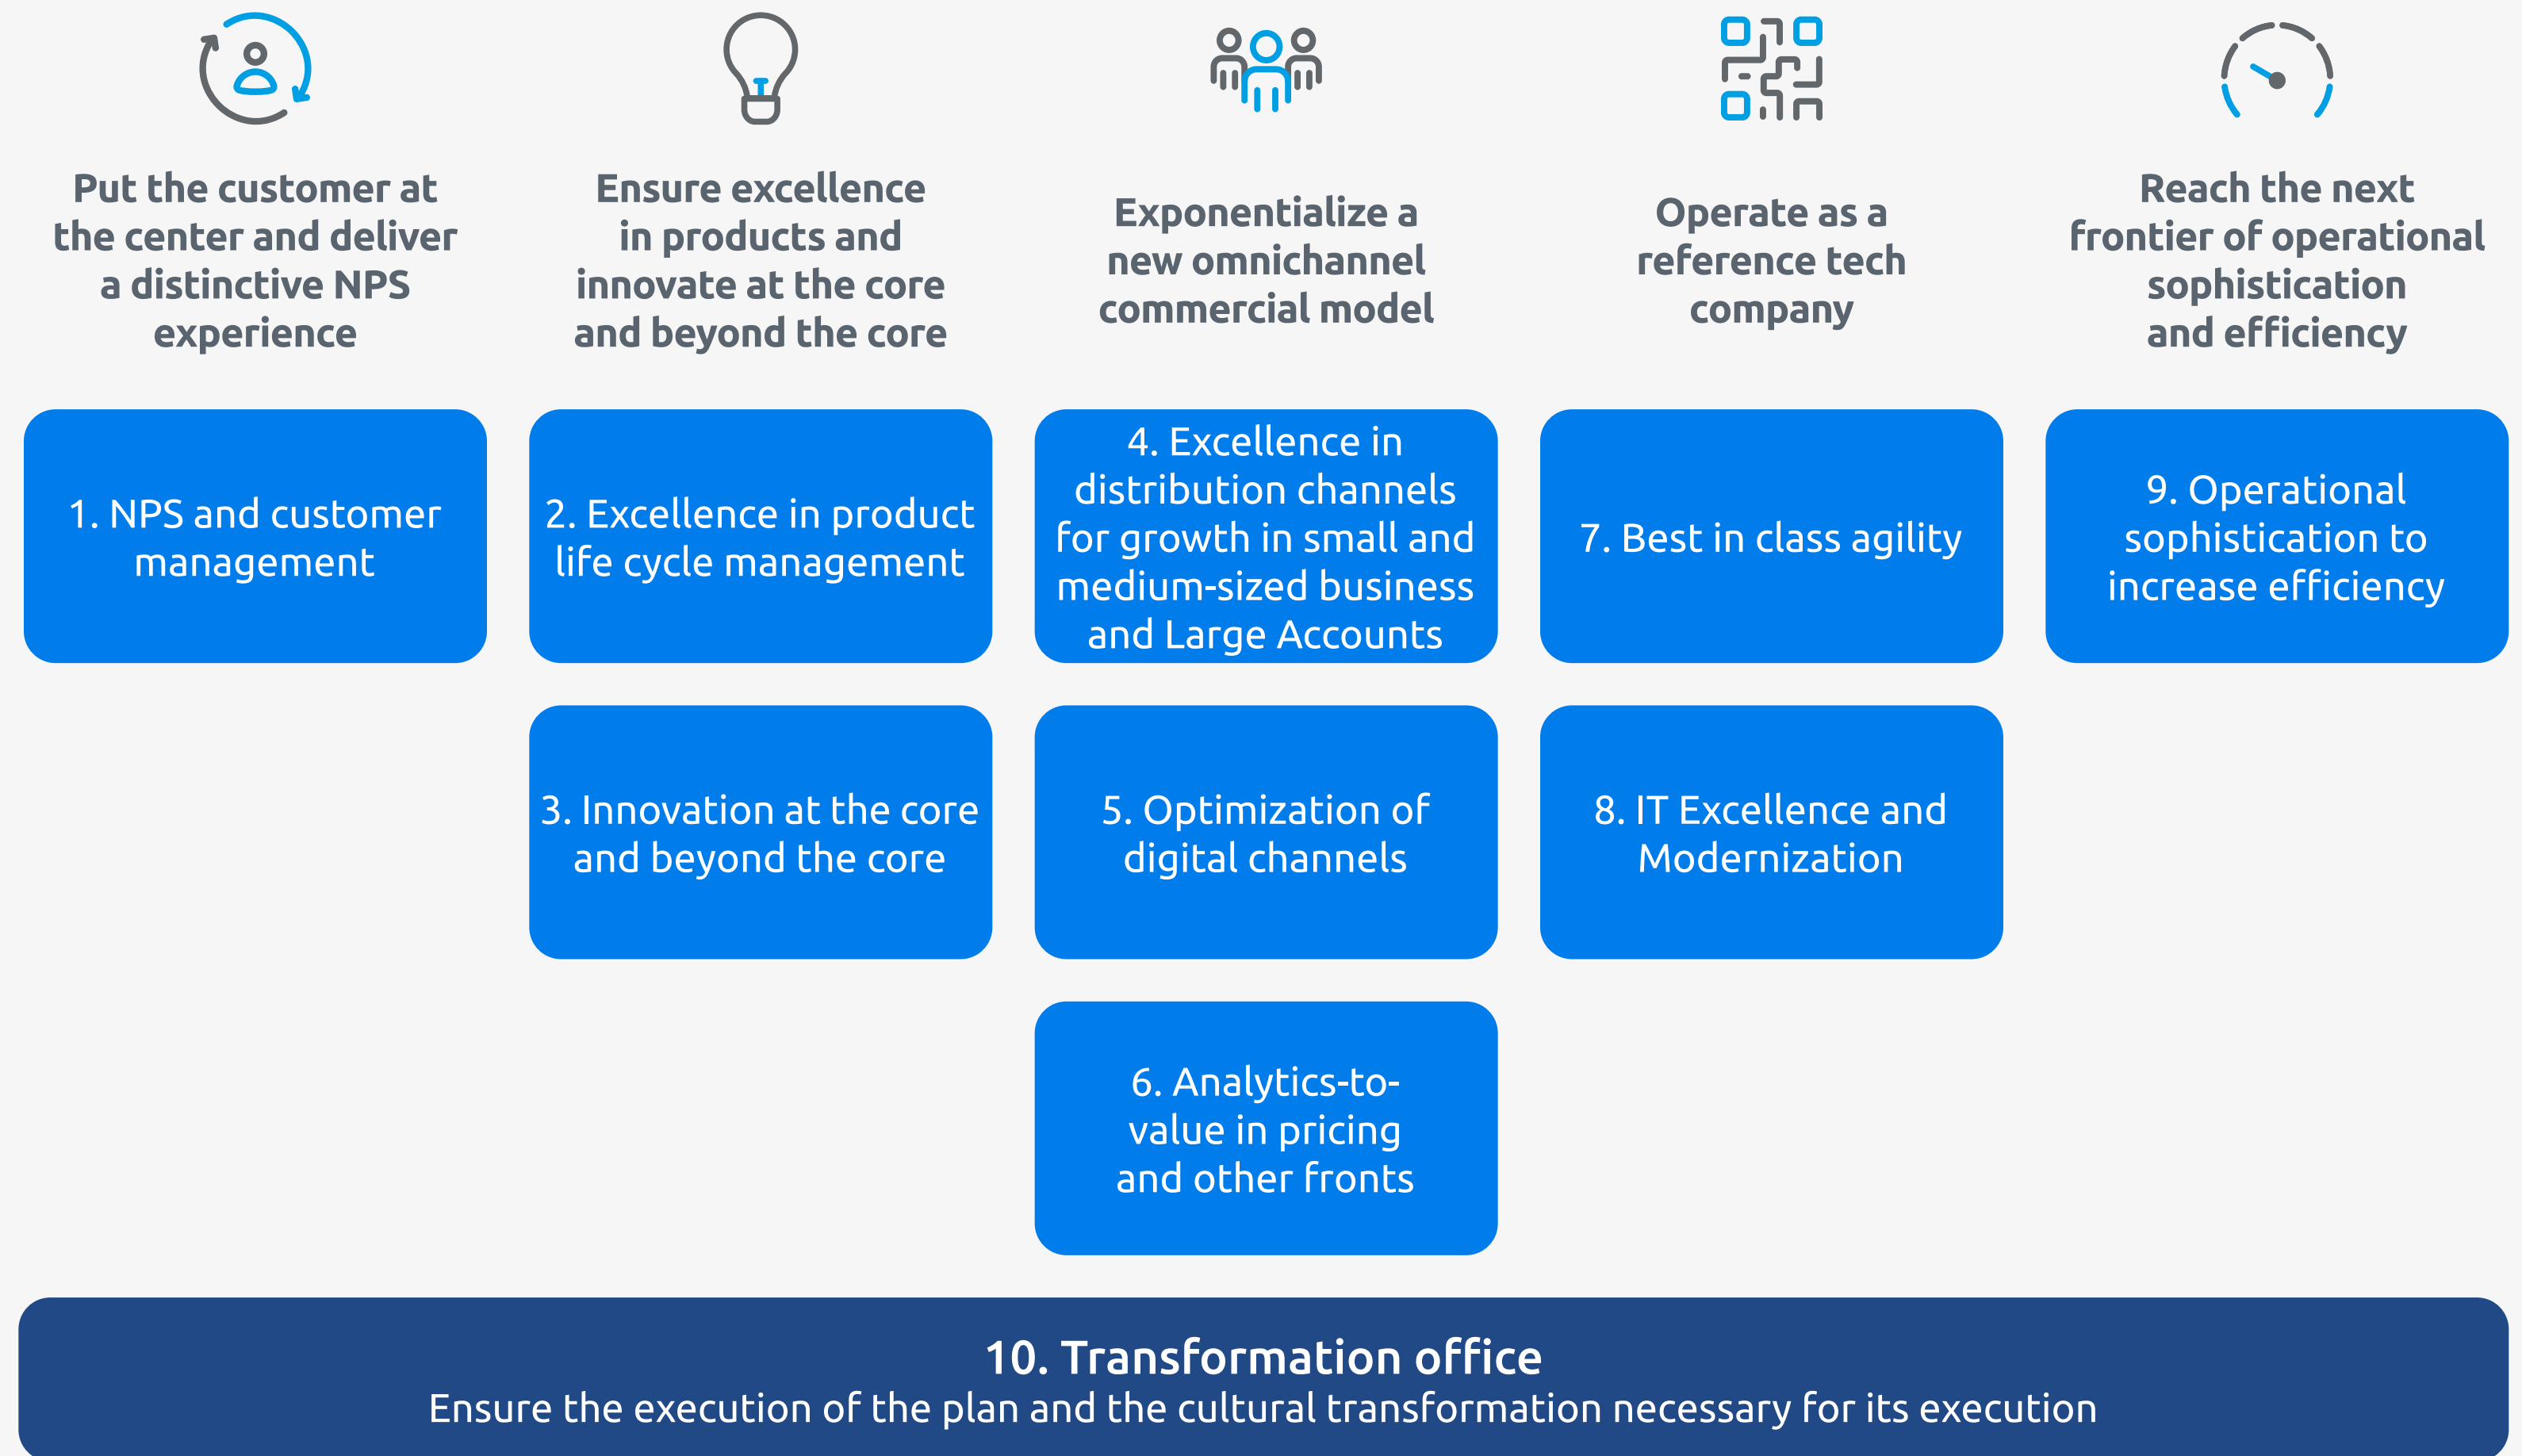 Put the customer at
the center and deliver
a distinctive NPS
experience
Ensure excellence
in products and
innovate at the core
and beyond the core
Exponentialize a
new omnichannel
commercial model
Operate as a
reference tech
company
Reach the next
frontier of operational
sophistication
and efficiency
1. NPS and customer
management
2. Excellence in product
life cycle management
4. Excellence in
distribution channels
for growth in small and
medium-sized business
and Large Accounts
7. Best in class agility
9. Operational
sophistication to
increase efficiency
3. Innovation at the core
and beyond the core
5. Optimization of
digital channels
8. IT Excellence and
Modernization
6. Analytics-to-
value in pricing
and other fronts
10. Transformation office
Ensure the execution of the plan and the cultural transformation necessary for its execution